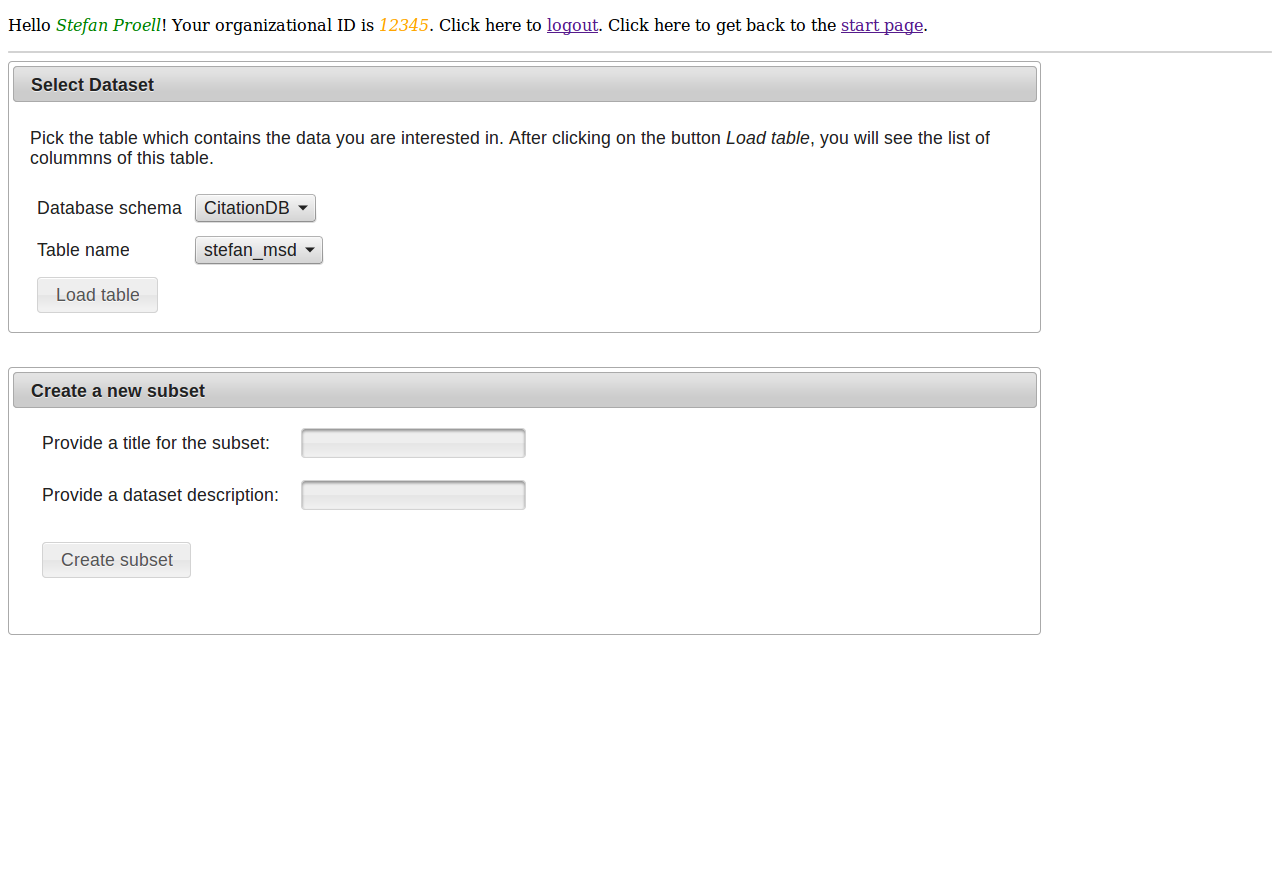 Hello Stefan Proell! Your organizational ID is 12345. Click here to logout. Click here to get back to the start page.
Select Dataset
Pick the table which contains the data you are interested in. After clicking on the button Load table, you will see the list of
colummns of this table.
Database schema CitationDB
Table name stefan_msd
Load table
Create a new subset
Provide a title for the subset:
Provide a dataset description:
Create subset